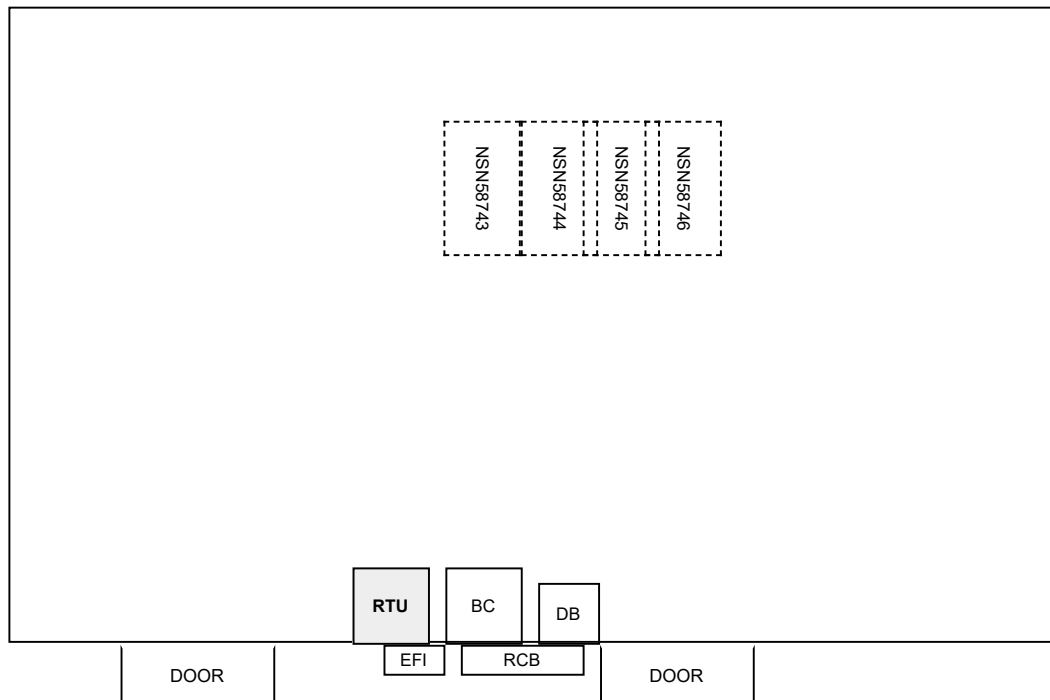 NSN58743
NSN58744
NSN58745
NSN58746
RTU
BC
DB
EFI
RCB
DOOR
DOOR